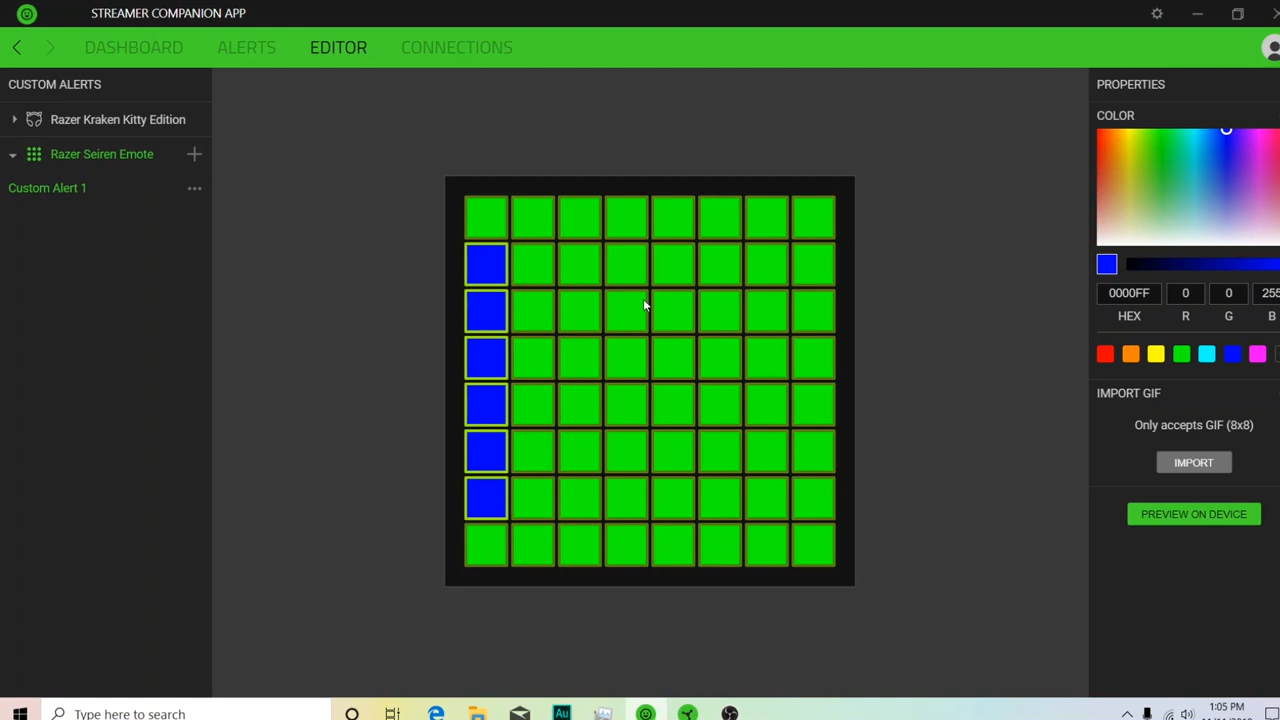 STREAMER COMPANION APP
DASHBOARD ALERTS EDITOR CONNECTIONS
CUSTOM ALERTS
Razer Kraken Kitty Edition
Razer Seiren Emote
Custom Alert 1
PROPERTIES
COLOR
0000FF 0 0 255
HEX R G B
IMPORT GIF
Only accepts GIF (8x8)
IMPORT
PREVIEW ON DEVICE
Type here to search
Au
1:05 PM